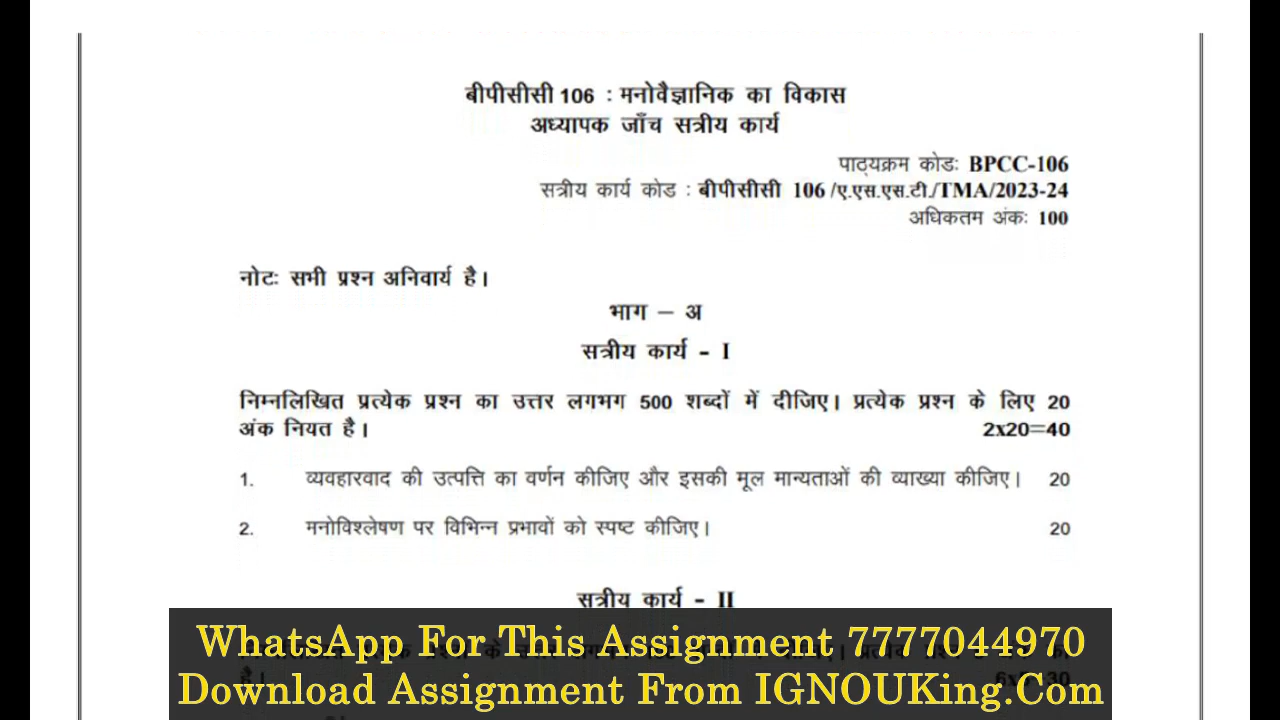 बीपीसीसी 106 : मनोवैज्ञानिक का विकास
अध्यापक जाँच सत्रीय कार्य
पाठ्यक्रम कोडः BPCC-106
सत्रीय कार्य कोड : बीपीसीसी 106 /ए.एस.एस.टी./TMA/2023-24
अधिकतम अंकः 100
नोटः सभी प्रश्न अनिवार्य है।
भाग – अ
सत्रीय कार्य - I
निम्नलिखित प्रत्येक प्रश्न का उत्तर लगभग 500 शब्दों में दीजिए। प्रत्येक प्रश्न के लिए 20
अंक नियत है। 2x20=40
1. व्यवहारवाद की उत्पत्ति का वर्णन कीजिए और इसकी मूल मान्यताओं की व्याख्या कीजिए। 20
2. मनोविश्लेषण पर विभिन्न प्रभावों को स्पष्ट कीजिए। 20
सत्रीय कार्य - II
WhatsApp For This Assignment 7777044970
Download Assignment From IGNOUKing.Com